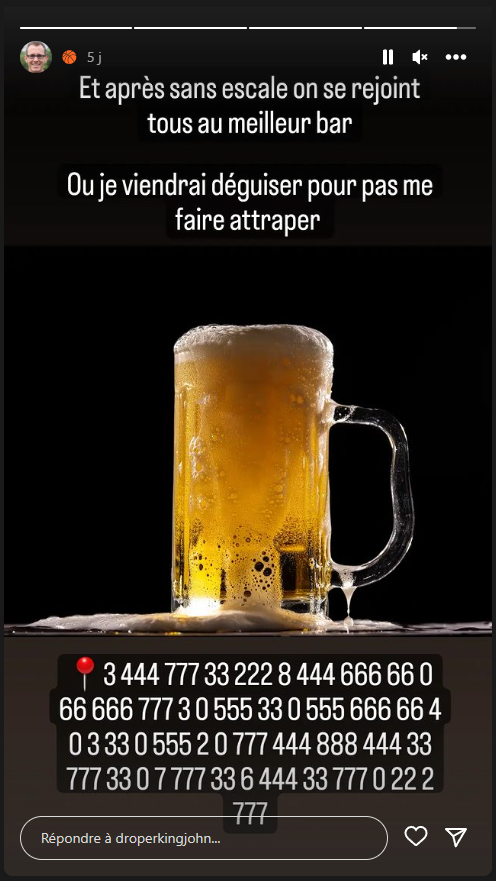 5 j
Et après sans escale on se rejoint
tous au meilleur bar
Ou je viendrai déguiser pour pas me
faire attraper
3 444 777 33 222 8 444 666 66 0
66 666 777 3 0 555 33 0 555 666 66 4
0 3 33 0 555 2 0 777 444 888 444 33
777 33 0 7 777 33 6 444 33 777 0 22 2
777
Répondre à droperkingjohn...